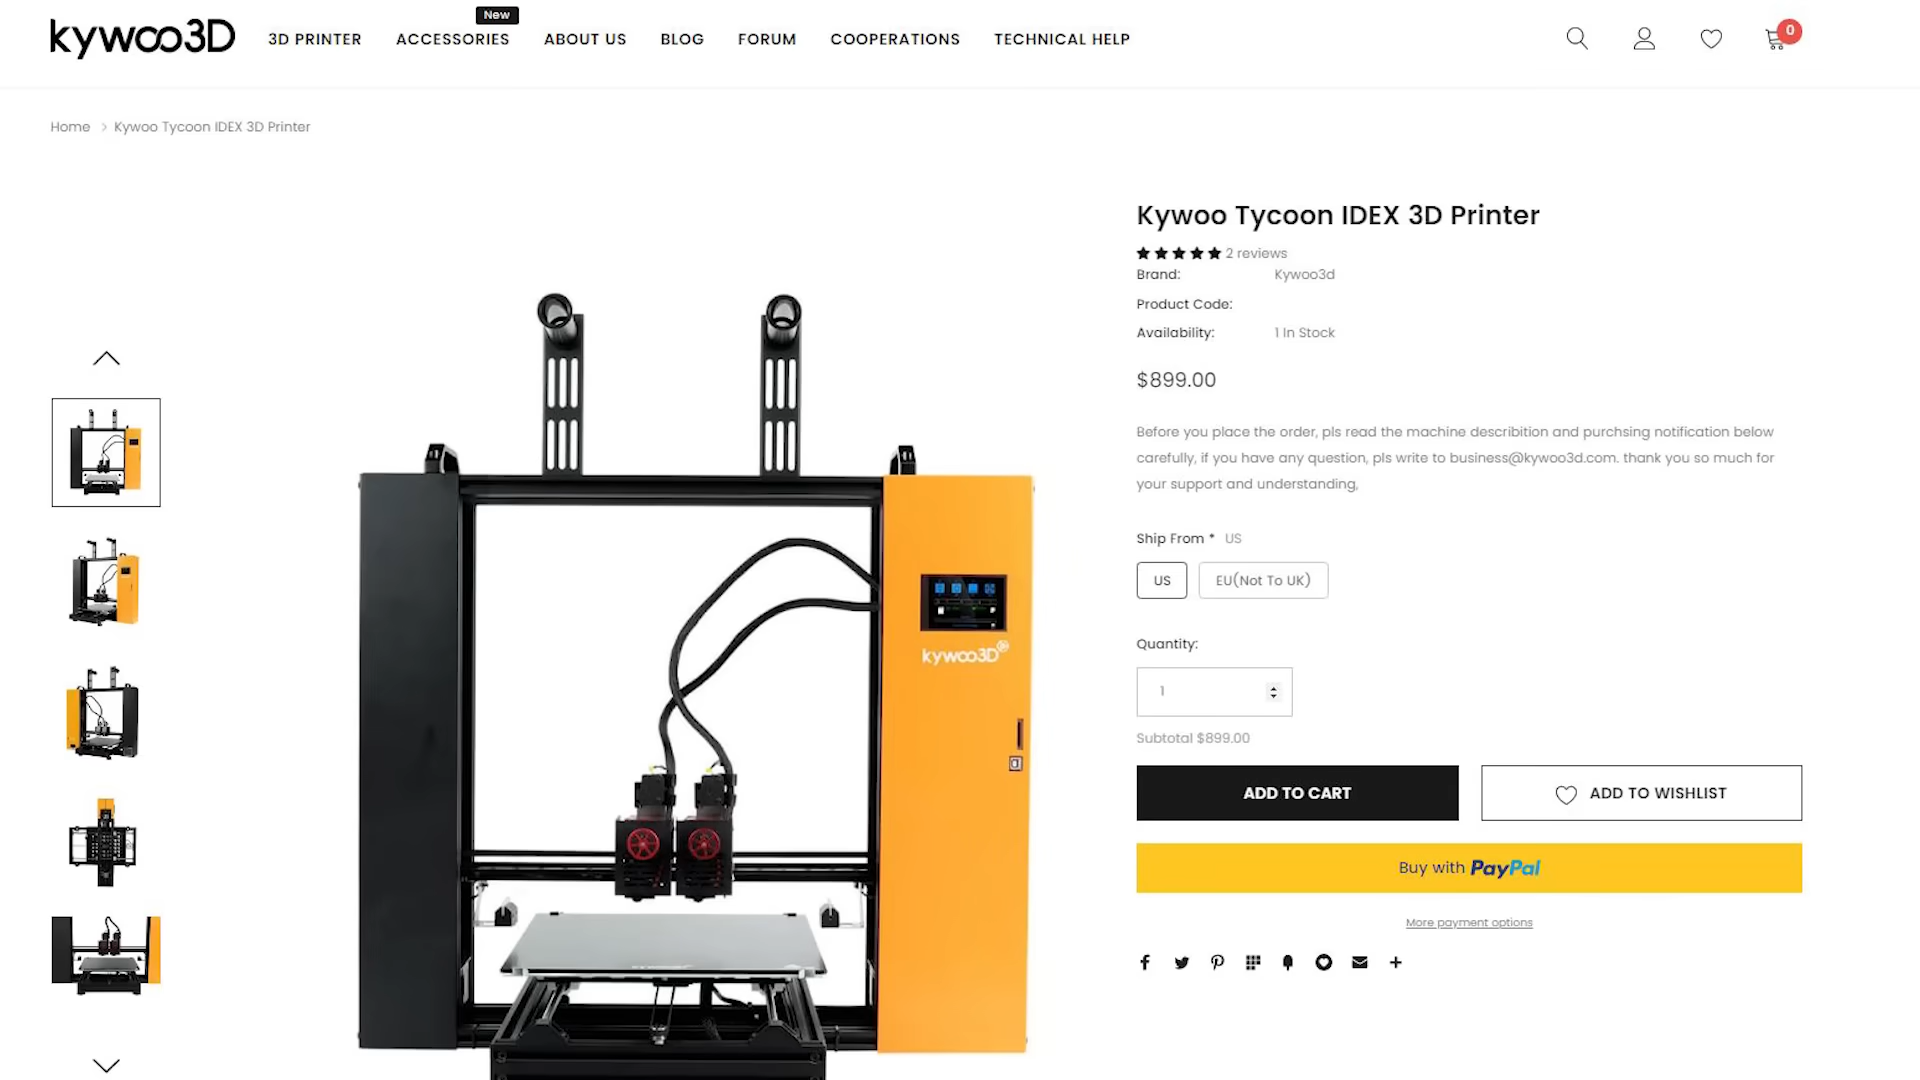 New
kywoo3D
3D PRINTER
ACCESSORIES
ABOUT US
BLOG
FORUM
COOPERATIONS
TECHNICAL HELP
0
Home
Kywoo Tycoon IDEX 3D Printer
Kywoo Tycoon IDEX 3D Printer
2 reviews
Brand: Kywoo3d
Product Code:
Availability: 1 In Stock
$899.00
Before you place the order, pls read the machine describition and purchsing notification below
carefully, if you have any question, pls write to business@kywoo3d.com. thank you so much for
your support and understanding,
Ship From * US
US
EU(Not To UK)
kywoo3D
Quantity:
1
Subtotal $899.00
ADD TO CART
ADD TO WISHLIST
Buy with PayPal
More payment options